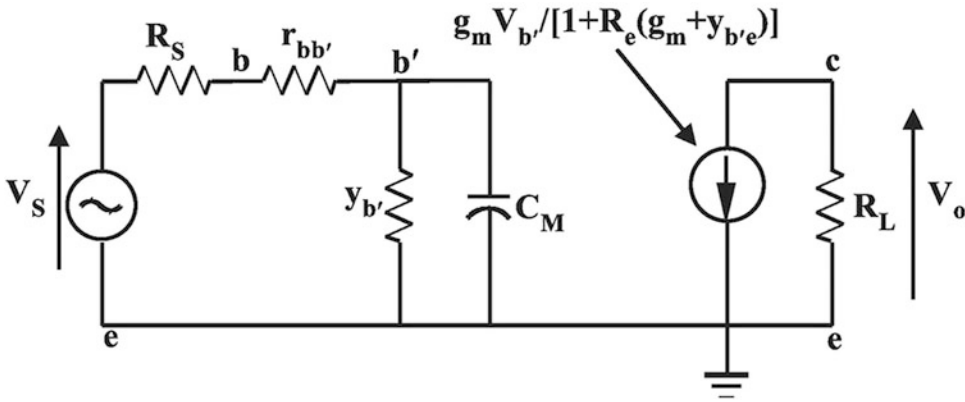 gmVb'/[1+Re(gm+yb'e)]
RS
b
rbb'
b'
c
VS
yb'
CM
RL
Vo
e
e